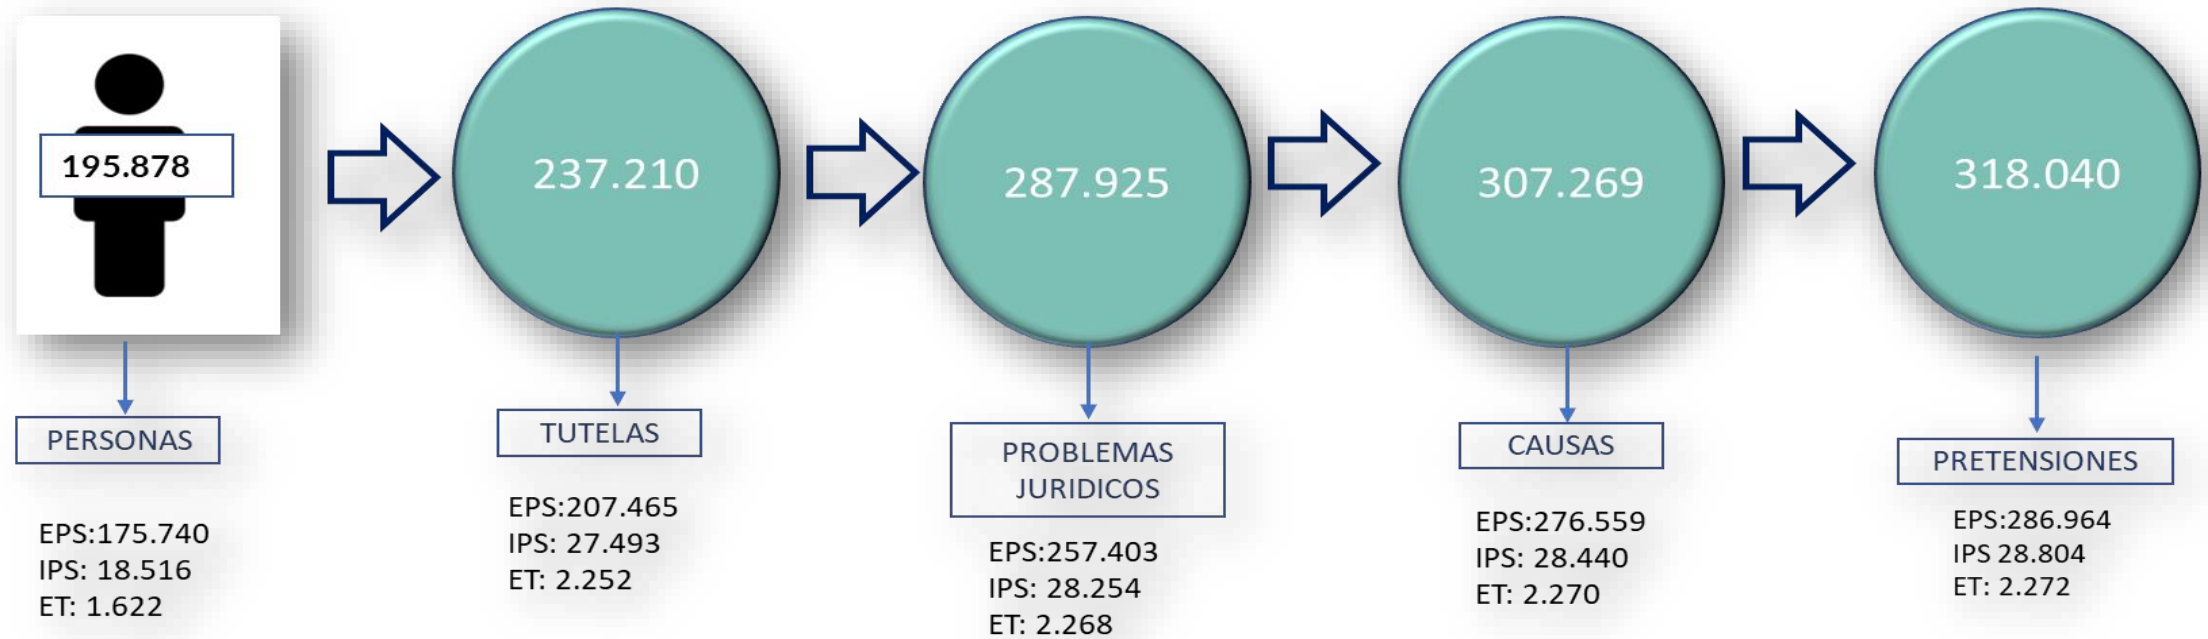 195.878
PERSONAS
EPS:175.740
IPS: 18.516
ET: 1.622
237.210
TUTELAS
EPS:207.465
IPS: 27.493
ET: 2.252
287.925
PROBLEMAS
JURIDICOS
EPS:257.403
IPS: 28.254
ET: 2.268
307.269
CAUSAS
EPS:276.559
IPS: 28.440
ET: 2.270
318.040
PRETENSIONES
EPS:286.964
IPS 28.804
ET: 2.272